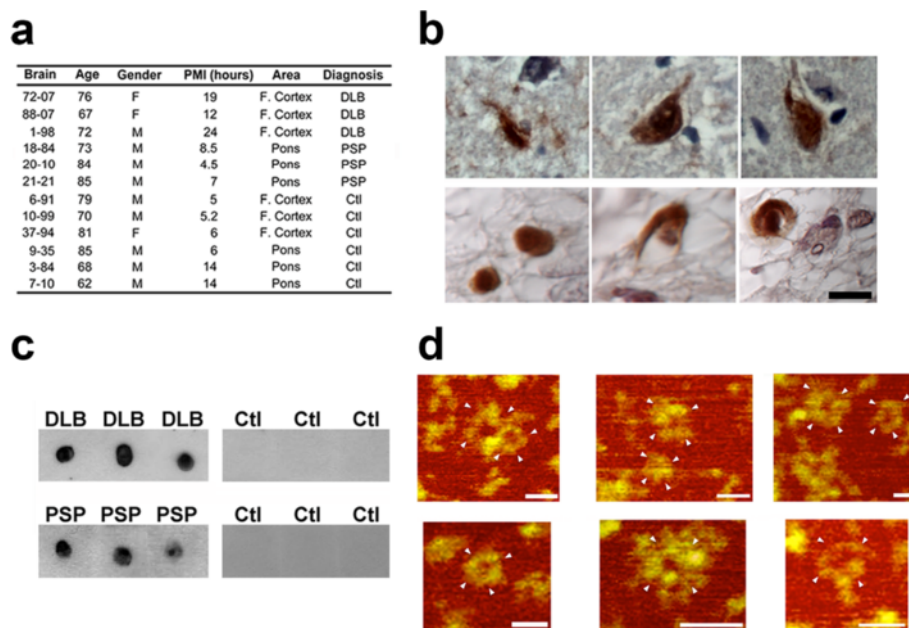 a
Brain Age Gender PMI (hours) Area Diagnosis
72-07 76 F 19 F. Cortex DLB
88-07 67 F 12 F. Cortex DLB
1-98 72 M 24 F. Cortex DLB
18-84 73 M 8.5 Pons PSP
20-10 84 M 4.5 Pons PSP
21-21 85 M 7 Pons PSP
6-91 79 M 5 F. Cortex Ctl
10-99 70 M 5.2 F. Cortex Ctl
37-94 81 F 6 F. Cortex Ctl
9-35 85 M 6 Pons Ctl
3-84 68 M 14 Pons Ctl
7-10 62 M 14 Pons Ctl
b
c
DLB DLB DLB Ctl Ctl Ctl
PSP PSP PSP Ctl Ctl Ctl
d